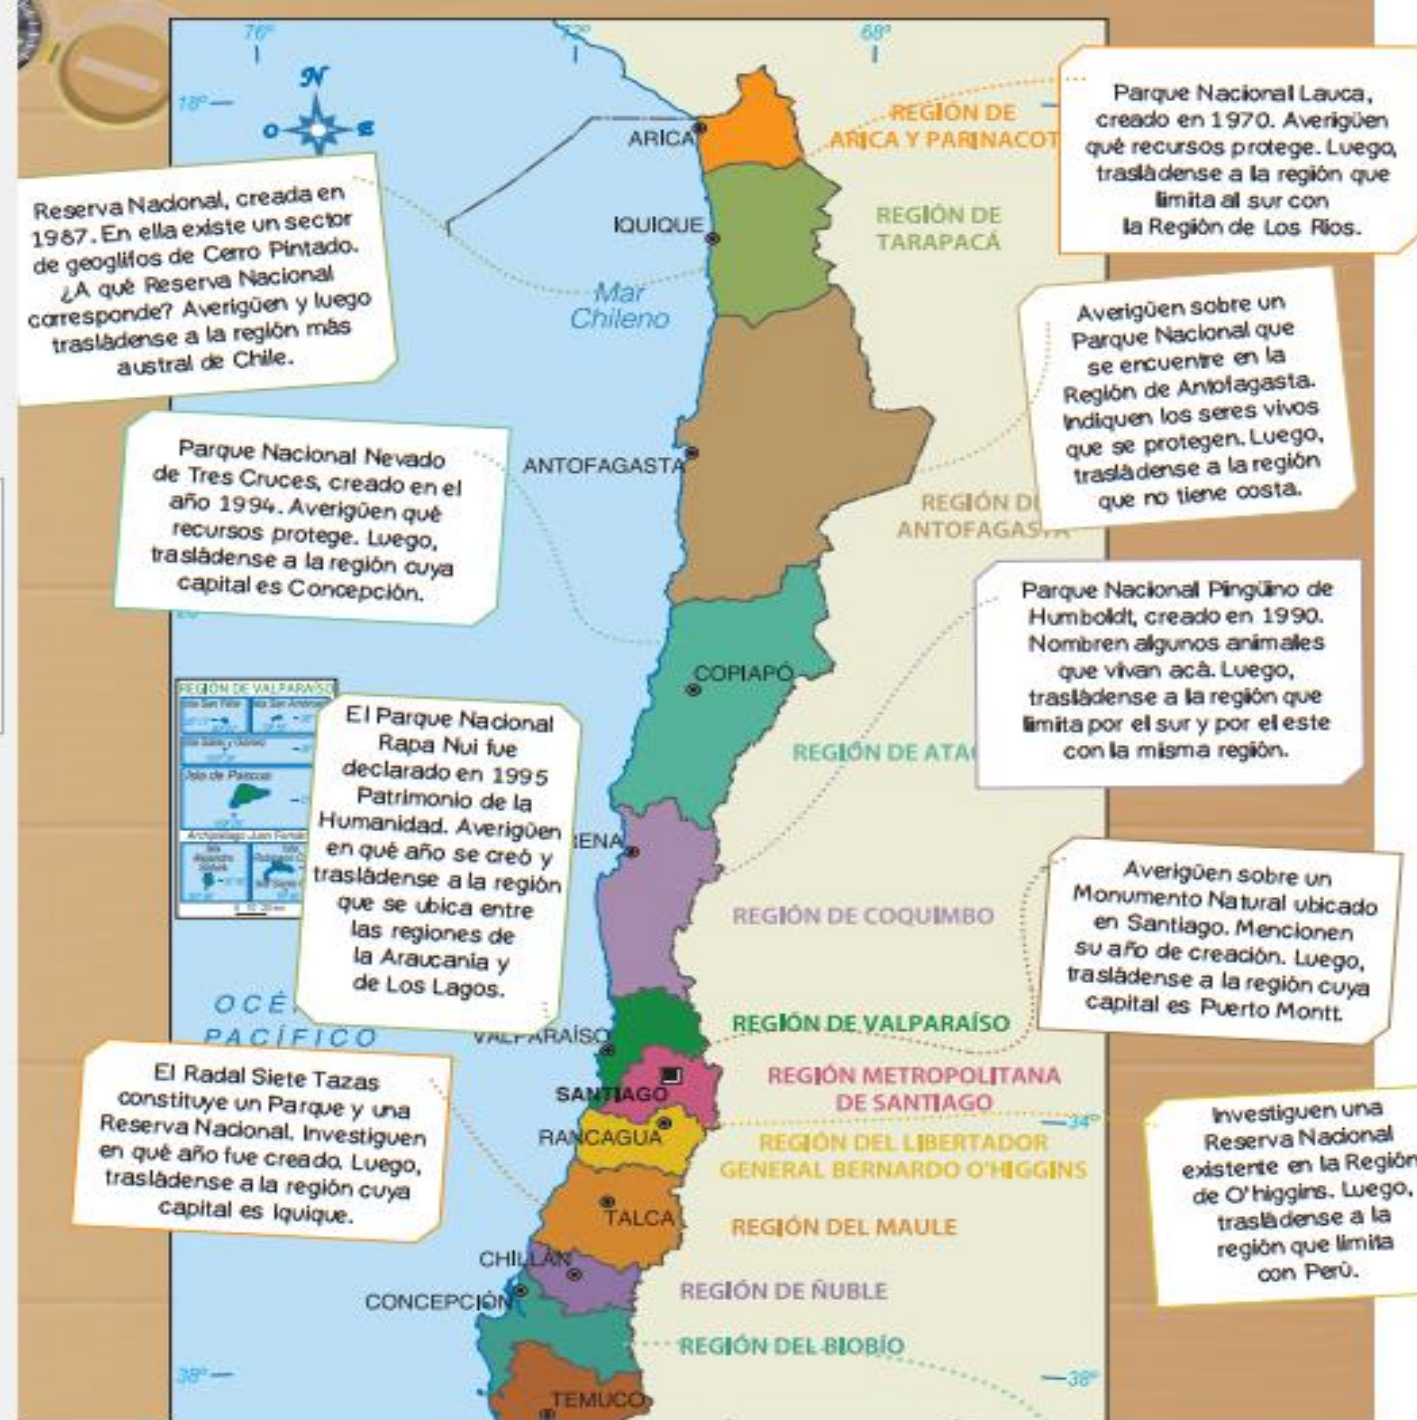 76º
72º
68º
N
18º
O
E
ARICA
REGIÓN DE
ARICA Y PARINACOT
Parque Nacional Lauca,
creado en 1970. Averigüen
qué recursos protege. Luego,
trasládense a la región que
limita al sur con
la Región de Los Ríos.
Reserva Nacional, creada en
1987. En ella existe un sector
de geoglifos de Cerro Pintado.
¿A qué Reserva Nacional
corresponde? Averigüen y luego
trasládense a la región más
austral de Chile.
IQUIQUE
REGIÓN DE
TARAPACÁ
Mar
Chileno
Averigüen sobre un
Parque Nacional que
se encuentre en la
Región de Antofagasta.
Indiquen los seres vivos
que se protegen. Luego,
trasládense a la región
que no tiene costa.
Parque Nacional Nevado
de Tres Cruces, creado en el
año 1994. Averigüen qué
recursos protege. Luego,
trasládense a la región cuya
capital es Concepción.
ANTOFAGASTA
REGIÓN DE
ANTOFAGASTA
Parque Nacional Pingüino de
Humboldt, creado en 1990.
Nombren algunos animales
que vivan acá. Luego,
trasládense a la región que
limita por el sur y por el este
con la misma región.
COPIAPÓ
REGIÓN DE ATAC
REGIÓN DE VALPARAÍSO
Isla de Pascua
El Parque Nacional
Rapa Nui fue
declarado en 1995
Patrimonio de la
Humanidad. Averigüen
en qué año se creó y
trasládense a la región
que se ubica entre
las regiones de
la Araucanía y
de Los Lagos.
RENA
REGIÓN DE COQUIMBO
Averigüen sobre un
Monumento Natural ubicado
en Santiago. Mencionen
su año de creación. Luego,
trasládense a la región cuya
capital es Puerto Montt.
OCÉ
PACÍFICO
VALPARAÍSO
REGIÓN DE VALPARAÍSO
SANTIAGO
REGIÓN METROPOLITANA
DE SANTIAGO
El Radal Siete Tazas
constituye un Parque y una
Reserva Nacional. Investiguen
en qué año fue creado. Luego,
trasládense a la región cuya
capital es Iquique.
RANCAGUA
34º
REGIÓN DEL LIBERTADOR
GENERAL BERNARDO O'HIGGINS
Investiguen una
Reserva Nacional
existente en la Región
de O'higgins. Luego,
trasládense a la
región que limita
con Perú.
TALCA
REGIÓN DEL MAULE
CHILLÁN
REGIÓN DE ÑUBLE
CONCEPCIÓN
REGIÓN DEL BIOBÍO
38º
38º
TEMUCO